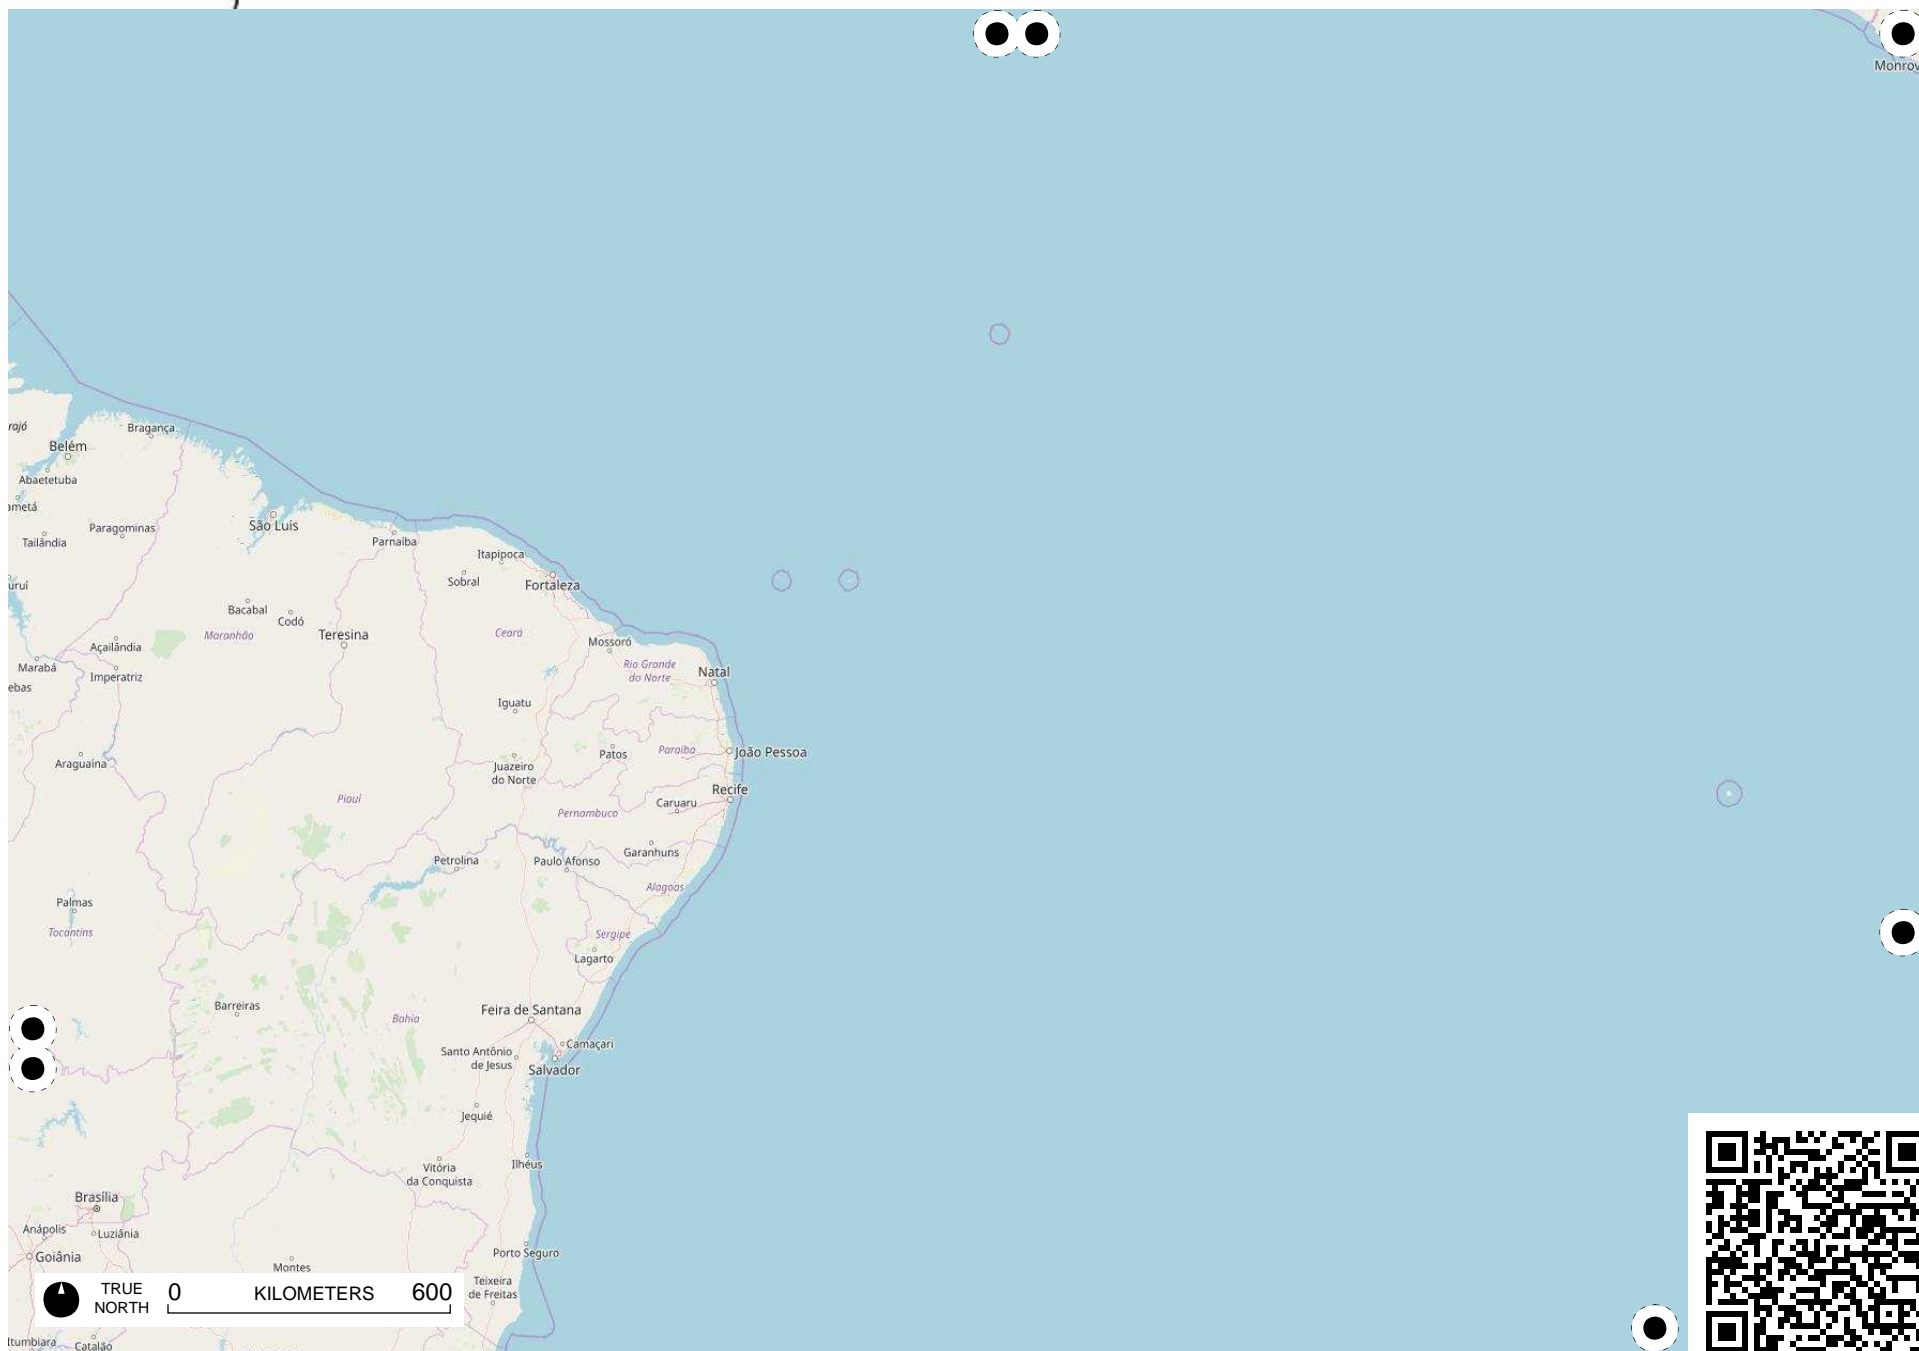 Monrov
rajó
Bragança
Belém
Abaetetuba
ametá
Paragominas
São Luís
Tailândia
Parnaíba
Itapipoca
Sobral
Fortaleza
uruí
Bacabal
Codó
Maranhão
Teresina
Ceará
Mossoró
Açailândia
Rio Grande
do Norte
Marabá
Imperatriz
Natal
ebas
Iguatu
João Pessoa
Patos
Paraíba
Araguaína
Juazeiro
do Norte
Recife
Piauí
Caruaru
Pernambuco
Garanhuns
Petrolina
Paulo Afonso
Alagoas
Palmas
Tocantins
Sergipe
Lagarto
Barreiras
Feira de Santana
Bahia
Camaçari
Santo Antônio
de Jesus
Salvador
Jequié
Ilhéus
Vitória
da Conquista
Brasília
Anápolis
Luziânia
Goiânia
Porto Seguro
Montes
Teixeira
de Freitas
TRUE
NORTH
0 KILOMETERS 600
Itumbiara
Catalão